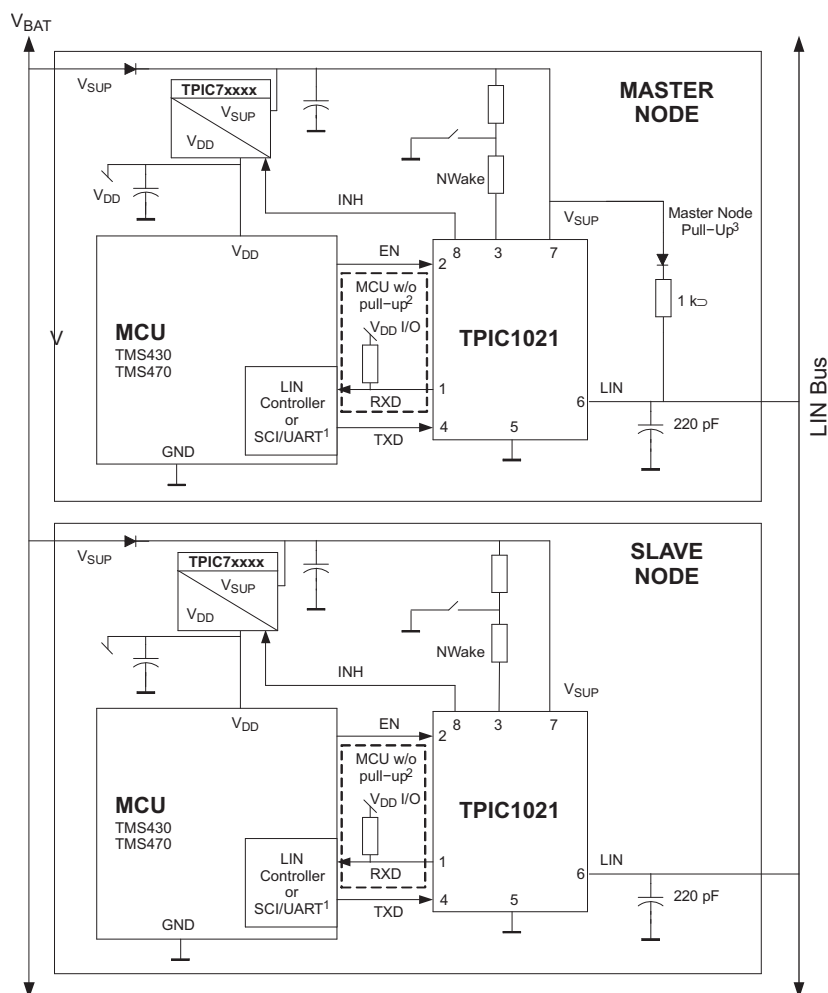 VBAT
VSUP
TPIC7xxxx
VSUP
VDD
MASTER
NODE
VDD
NWake
INH
VSUP
Master Node
Pull−Up3
VDD
EN
8
3
7
2
MCU w/o
pull−up2
VDD I/O
1 k⊃
V
MCU
TMS430
TMS470
TPIC1021
LIN
Controller
or
SCI/UART1
1
RXD
LIN
6
4
TXD
5
220 pF
GND
LIN Bus
VSUP
TPIC7xxxx
VSUP
VDD
SLAVE
NODE
NWake
INH
VSUP
VDD
EN
8
3
7
2
MCU w/o
pull−up2
VDD I/O
MCU
TMS430
TMS470
TPIC1021
LIN
Controller
or
SCI/UART1
1
RXD
LIN
6
4
TXD
5
220 pF
GND